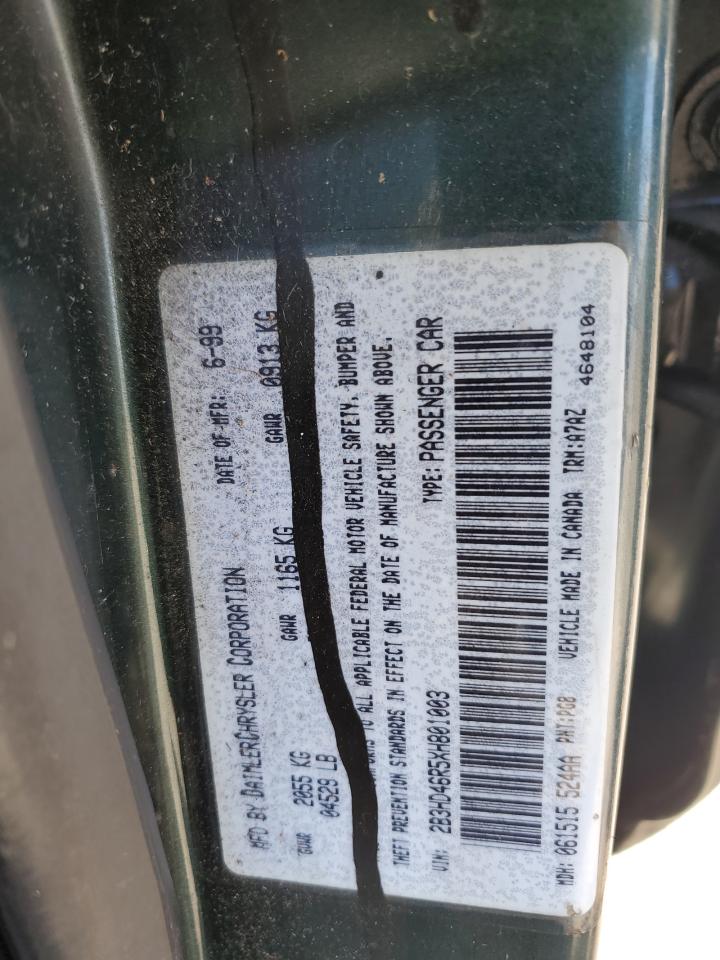 MFD BY DAIMLERCHRYSLER CORPORATION DATE OF MFR: 6-99
GVWR 2055 KG GAWR 1165 KG GAWR 0913 KG
04529 LB
TO ALL APPLICABLE FEDERAL MOTOR VEHICLE SAFETY, BUMPER AND
THEFT PREVENTION STANDARDS IN EFFECT ON THE DATE OF MANUFACTURE SHOWN ABOVE.
VIN: 2B3HD46R5XH801003 TYPE: PASSENGER CAR
MDH: 061515 524AA PNT:PG8 VEHICLE MADE IN CANADA TRM:A7AZ 4648104